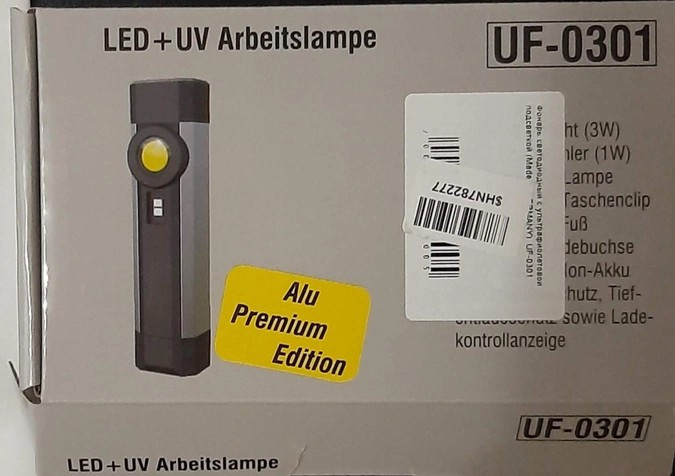 LED+UV Arbeitslampe
UF-0301
Фонарь светодиодный с ультрафиолетовой
подсветкой (Made
UF-0301
$HN782277
ht (3W)
hler (1W)
Lampe
Taschenclip
Fuß
debuchse
Ion-Akku
hutz, Tief-
sowie Lade-
kontrollanzeige
Alu
Premium
Edition
UF-0301
LED+UV Arbeitslampe